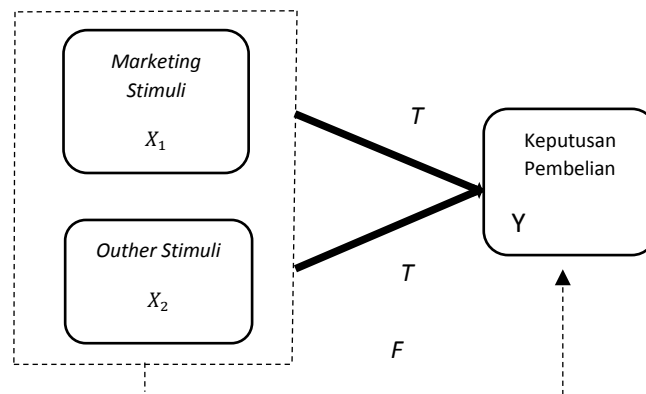 Marketing
Stimuli
X₁
T
Keputusan
Pembelian
Y
Outher Stimuli
X₂
T
F